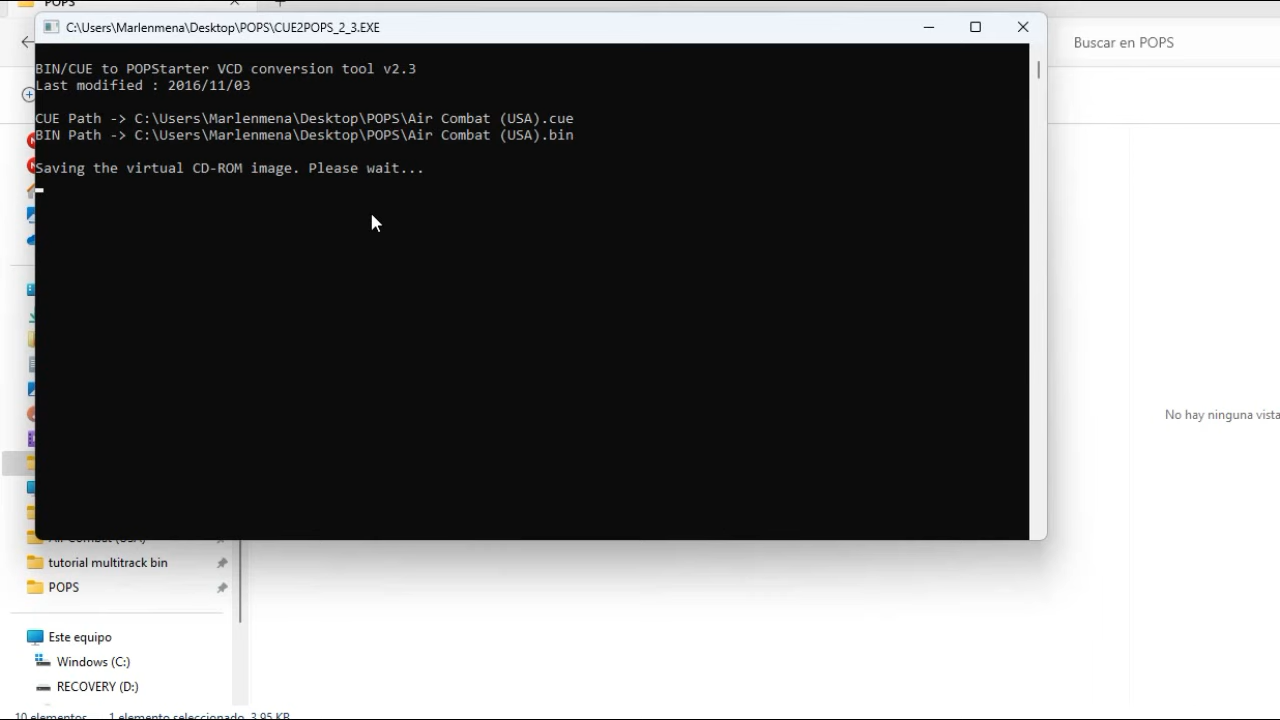 POPS
C:\Users\Marlenmena\Desktop\POPS\CUE2POPS_2_3.EXE
Buscar en POPS
BIN/CUE to POPStarter VCD conversion tool v2.3
Last modified : 2016/11/03
CUE Path -> C:\Users\Marlenmena\Desktop\POPS\Air Combat (USA).cue
BIN Path -> C:\Users\Marlenmena\Desktop\POPS\Air Combat (USA).bin
Saving the virtual CD-ROM image. Please wait...
No hay ninguna vista
Air Combat (USA)
tutorial multitrack bin
POPS
Este equipo
Windows (C:)
RECOVERY (D:)
10 elementos 1 elemento seleccionado 3.95 KB